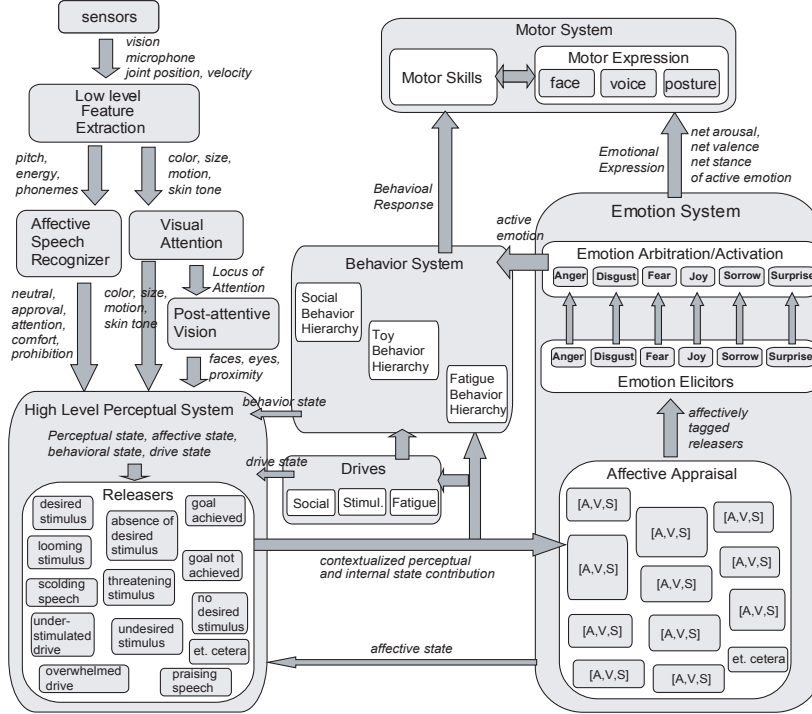 sensors
vision
microphone
joint position, velocity
Low level
Feature
Extraction
pitch,
energy,
phonemes
color, size,
motion,
skin tone
Affective
Speech
Recognizer
Visual
Attention
neutral,
approval,
attention,
comfort,
prohibition
color, size,
motion,
skin tone
Locus of
Attention
Post-attentive
Vision
faces, eyes,
proximity
High Level Perceptual System
Perceptual state, affective state,
behavioral state, drive state
Releasers
desired
stimulus
absence of
desired
stimulus
goal
achieved
looming
stimulus
goal not
achieved
scolding
speech
threatening
stimulus
no
desired
stimulus
under-
stimulated
drive
undesired
stimulus
et. cetera
overwhelmed
drive
praising
speech
Motor System
Motor Skills
Motor Expression
face
voice
posture
Behavioal
Response
Emotional
Expression
net arousal,
net valence
net stance
of active emotion
active
emotion
Behavior System
Social
Behavior
Hierarchy
Toy
Behavior
Hierarchy
Fatigue
Behavior
Hierarchy
behavior state
drive state
Drives
Social
Stimul.
Fatigue
contextualized perceptual
and internal state contribution
affective state
Emotion System
Emotion Arbitration/Activation
Anger
Disgust
Fear
Joy
Sorrow
Surprise
Anger
Disgust
Fear
Joy
Sorrow
Surprise
Emotion Elicitors
affectively
tagged
releasers
Affective Appraisal
[A,V,S]
[A,V,S]
[A,V,S]
[A,V,S]
[A,V,S]
[A,V,S]
[A,V,S]
[A,V,S]
[A,V,S]
et. cetera
[A,V,S]
[A,V,S]